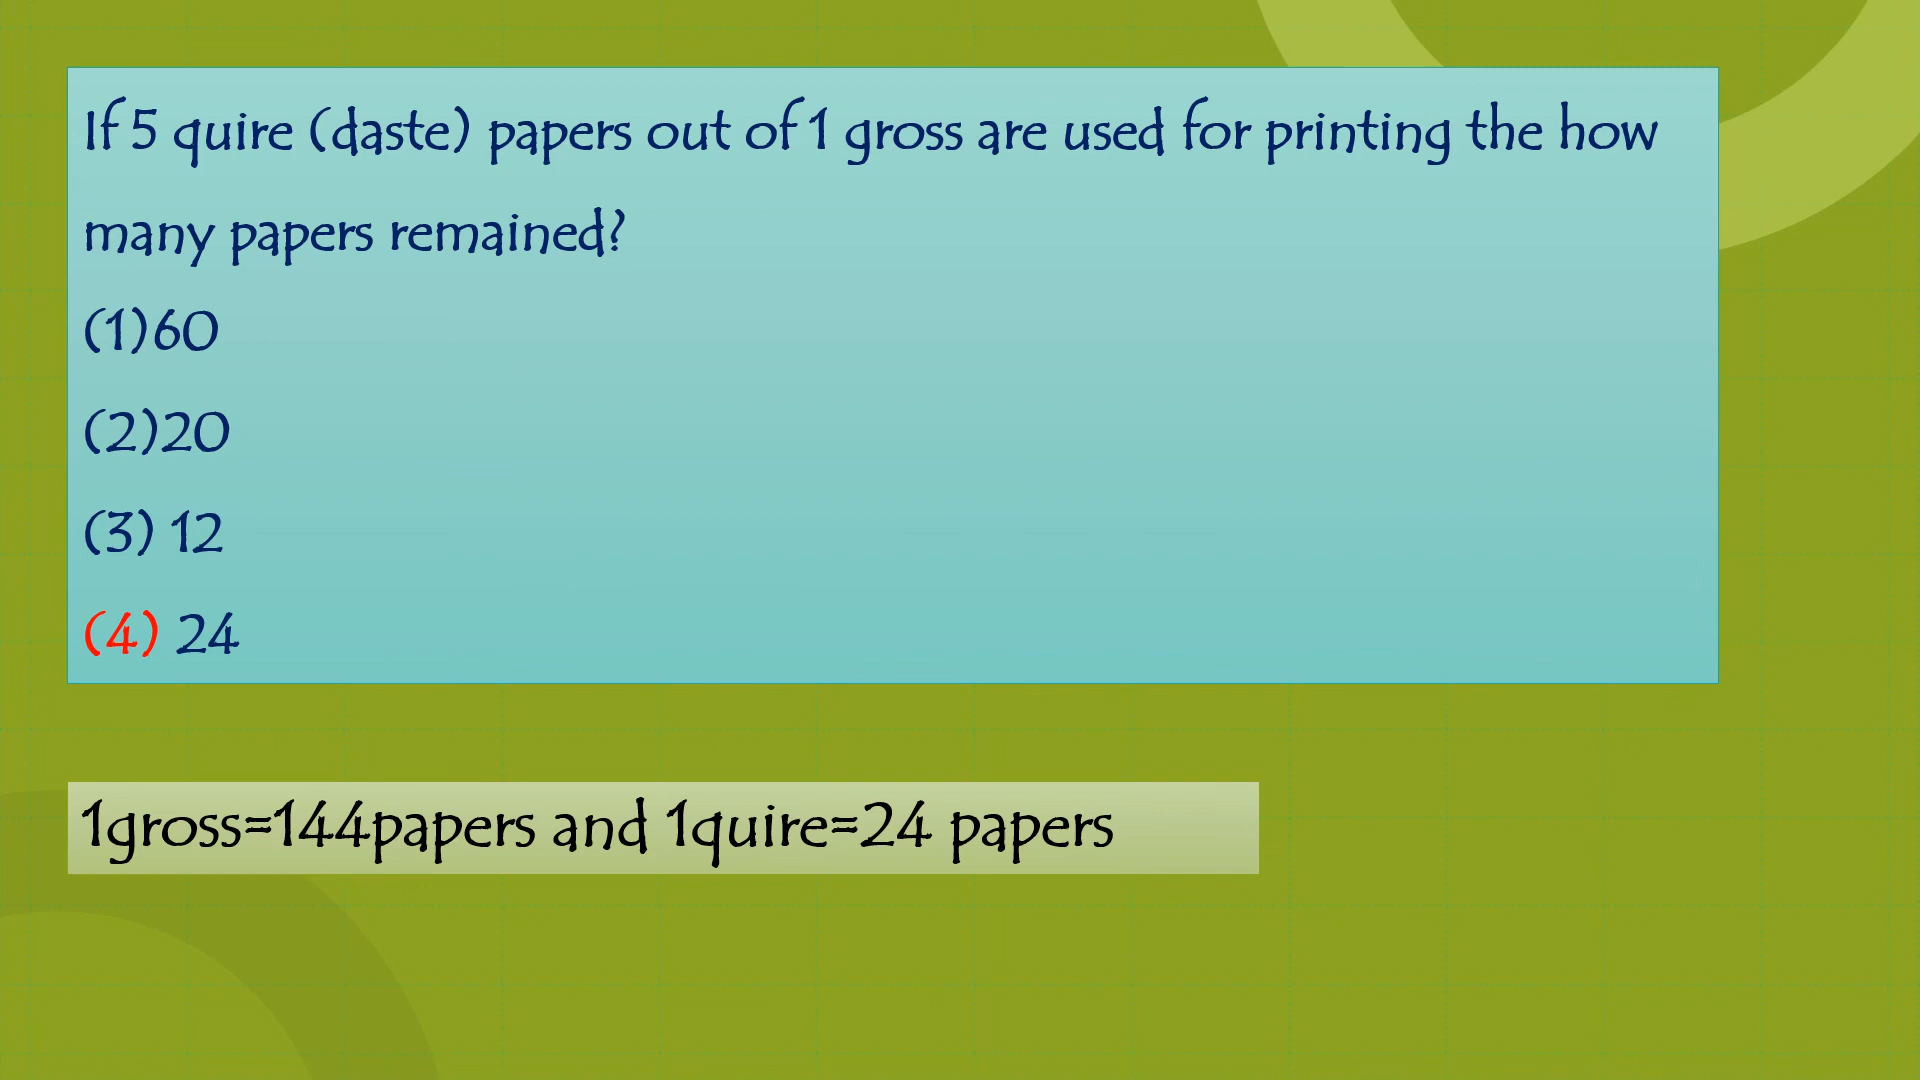 If 5 quire (daste) papers out of 1 gross are used for printing the how
many papers remained?
(1)60
(2)20
(3) 12
(4) 24
1gross=144papers and 1quire=24 papers